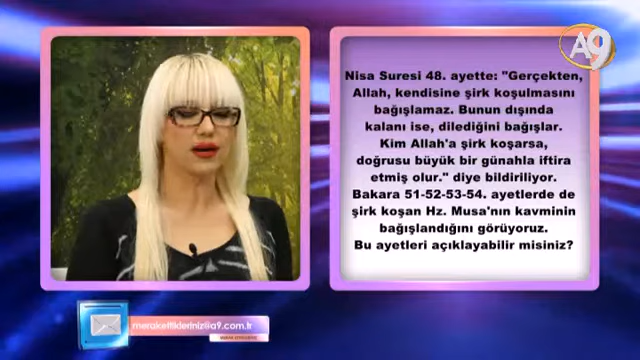 A9
Nisa Suresi 48. ayette: "Gerçekten,
Allah, kendisine şirk koşulmasını
bağışlamaz. Bunun dışında
kalanı ise, dilediğini bağışlar.
Kim Allah'a şirk koşarsa,
doğrusu büyük bir günahla iftira
etmiş olur." diye bildiriliyor.
Bakara 51-52-53-54. ayetlerde de
şirk koşan Hz. Musa'nın kavminin
bağışlandığını görüyoruz.
Bu ayetleri açıklayabilir misiniz?
merakettikleriniz@a9.com.tr